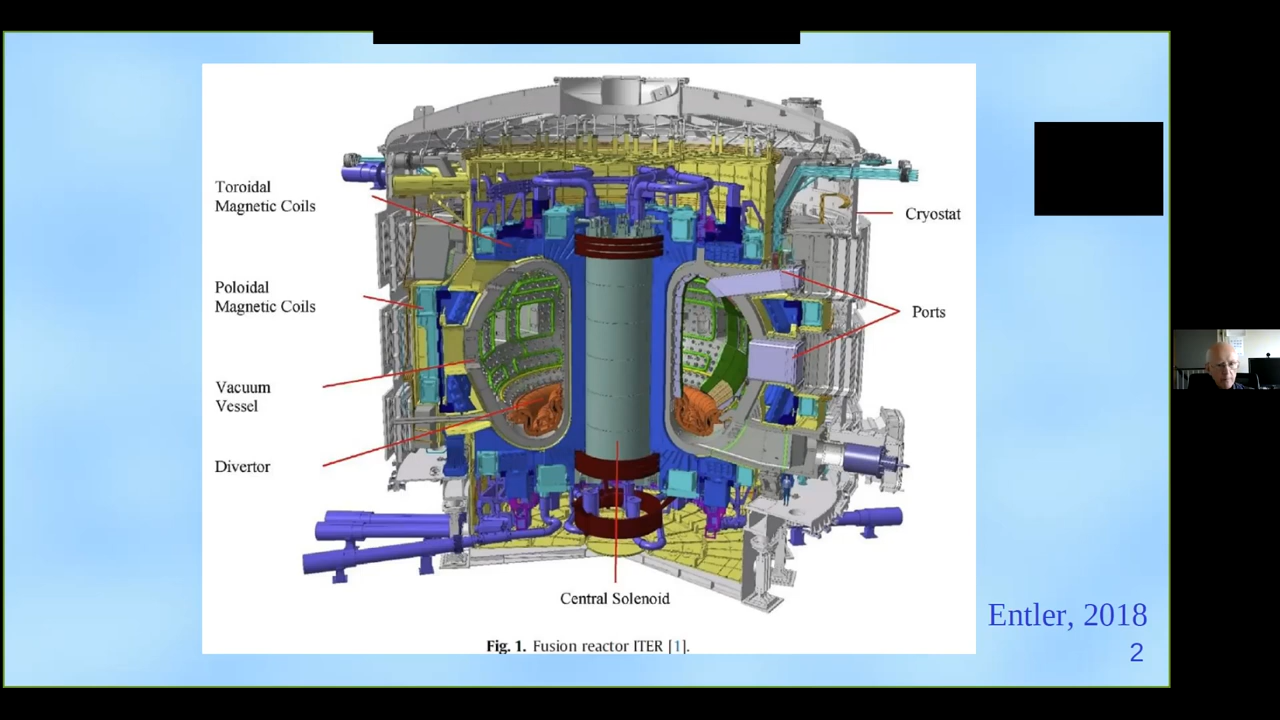 Toroidal
Magnetic Coils
Cryostat
Poloidal
Magnetic Coils
Ports
Vacuum
Vessel
Divertor
Central Solenoid
Fig. 1. Fusion reactor ITER [1].
Entler, 2018
2